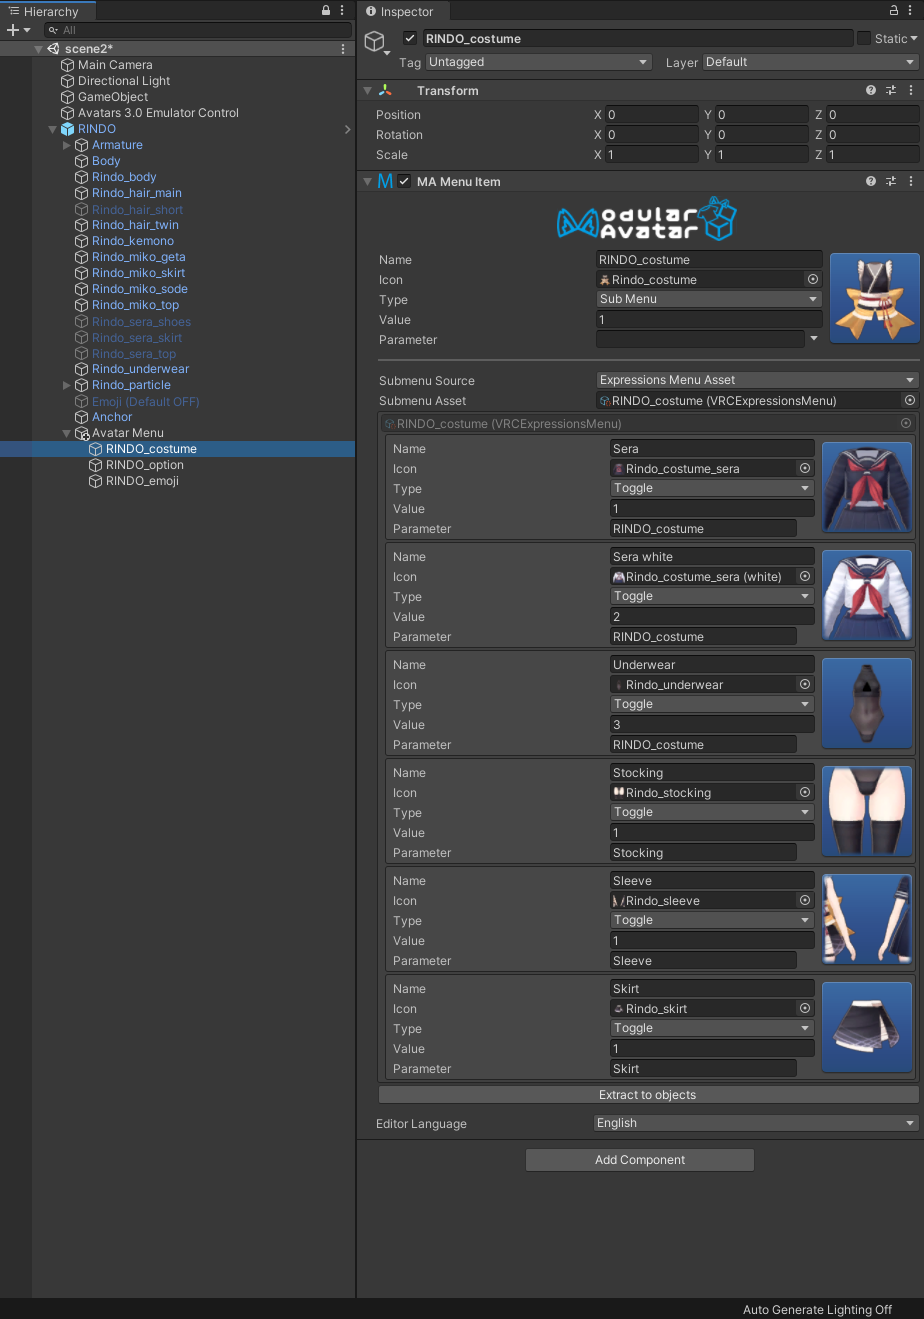 Hierarchy
All
scene2*
Main Camera
Directional Light
GameObject
Avatars 3.0 Emulator Control
RINDO
Armature
Body
Rindo_body
Rindo_hair_main
Rindo_hair_short
Rindo_hair_twin
Rindo_kemono
Rindo_miko_geta
Rindo_miko_skirt
Rindo_miko_sode
Rindo_miko_top
Rindo_sera_shoes
Rindo_sera_skirt
Rindo_sera_top
Rindo_underwear
Rindo_particle
Emoji (Default OFF)
Anchor
Avatar Menu
RINDO_costume
RINDO_option
RINDO_emoji
Inspector
RINDO_costume Static
Tag Untagged Layer Default
Transform
Position X 0 Y 0 Z 0
Rotation X 0 Y 0 Z 0
Scale X 1 Y 1 Z 1
MA Menu Item
Modular
Avatar
Name RINDO_costume
Icon Rindo_costume
Type Sub Menu
Value 1
Parameter
Submenu Source Expressions Menu Asset
Submenu Asset RINDO_costume (VRCExpressionsMenu)
RINDO_costume (VRCExpressionsMenu)
Name Sera
Icon Rindo_costume_sera
Type Toggle
Value 1
Parameter RINDO_costume
Name Sera white
Icon Rindo_costume_sera (white)
Type Toggle
Value 2
Parameter RINDO_costume
Name Underwear
Icon Rindo_underwear
Type Toggle
Value 3
Parameter RINDO_costume
Name Stocking
Icon Rindo_stocking
Type Toggle
Value 1
Parameter Stocking
Name Sleeve
Icon Rindo_sleeve
Type Toggle
Value 1
Parameter Sleeve
Name Skirt
Icon Rindo_skirt
Type Toggle
Value 1
Parameter Skirt
Extract to objects
Editor Language English
Add Component
Auto Generate Lighting Off